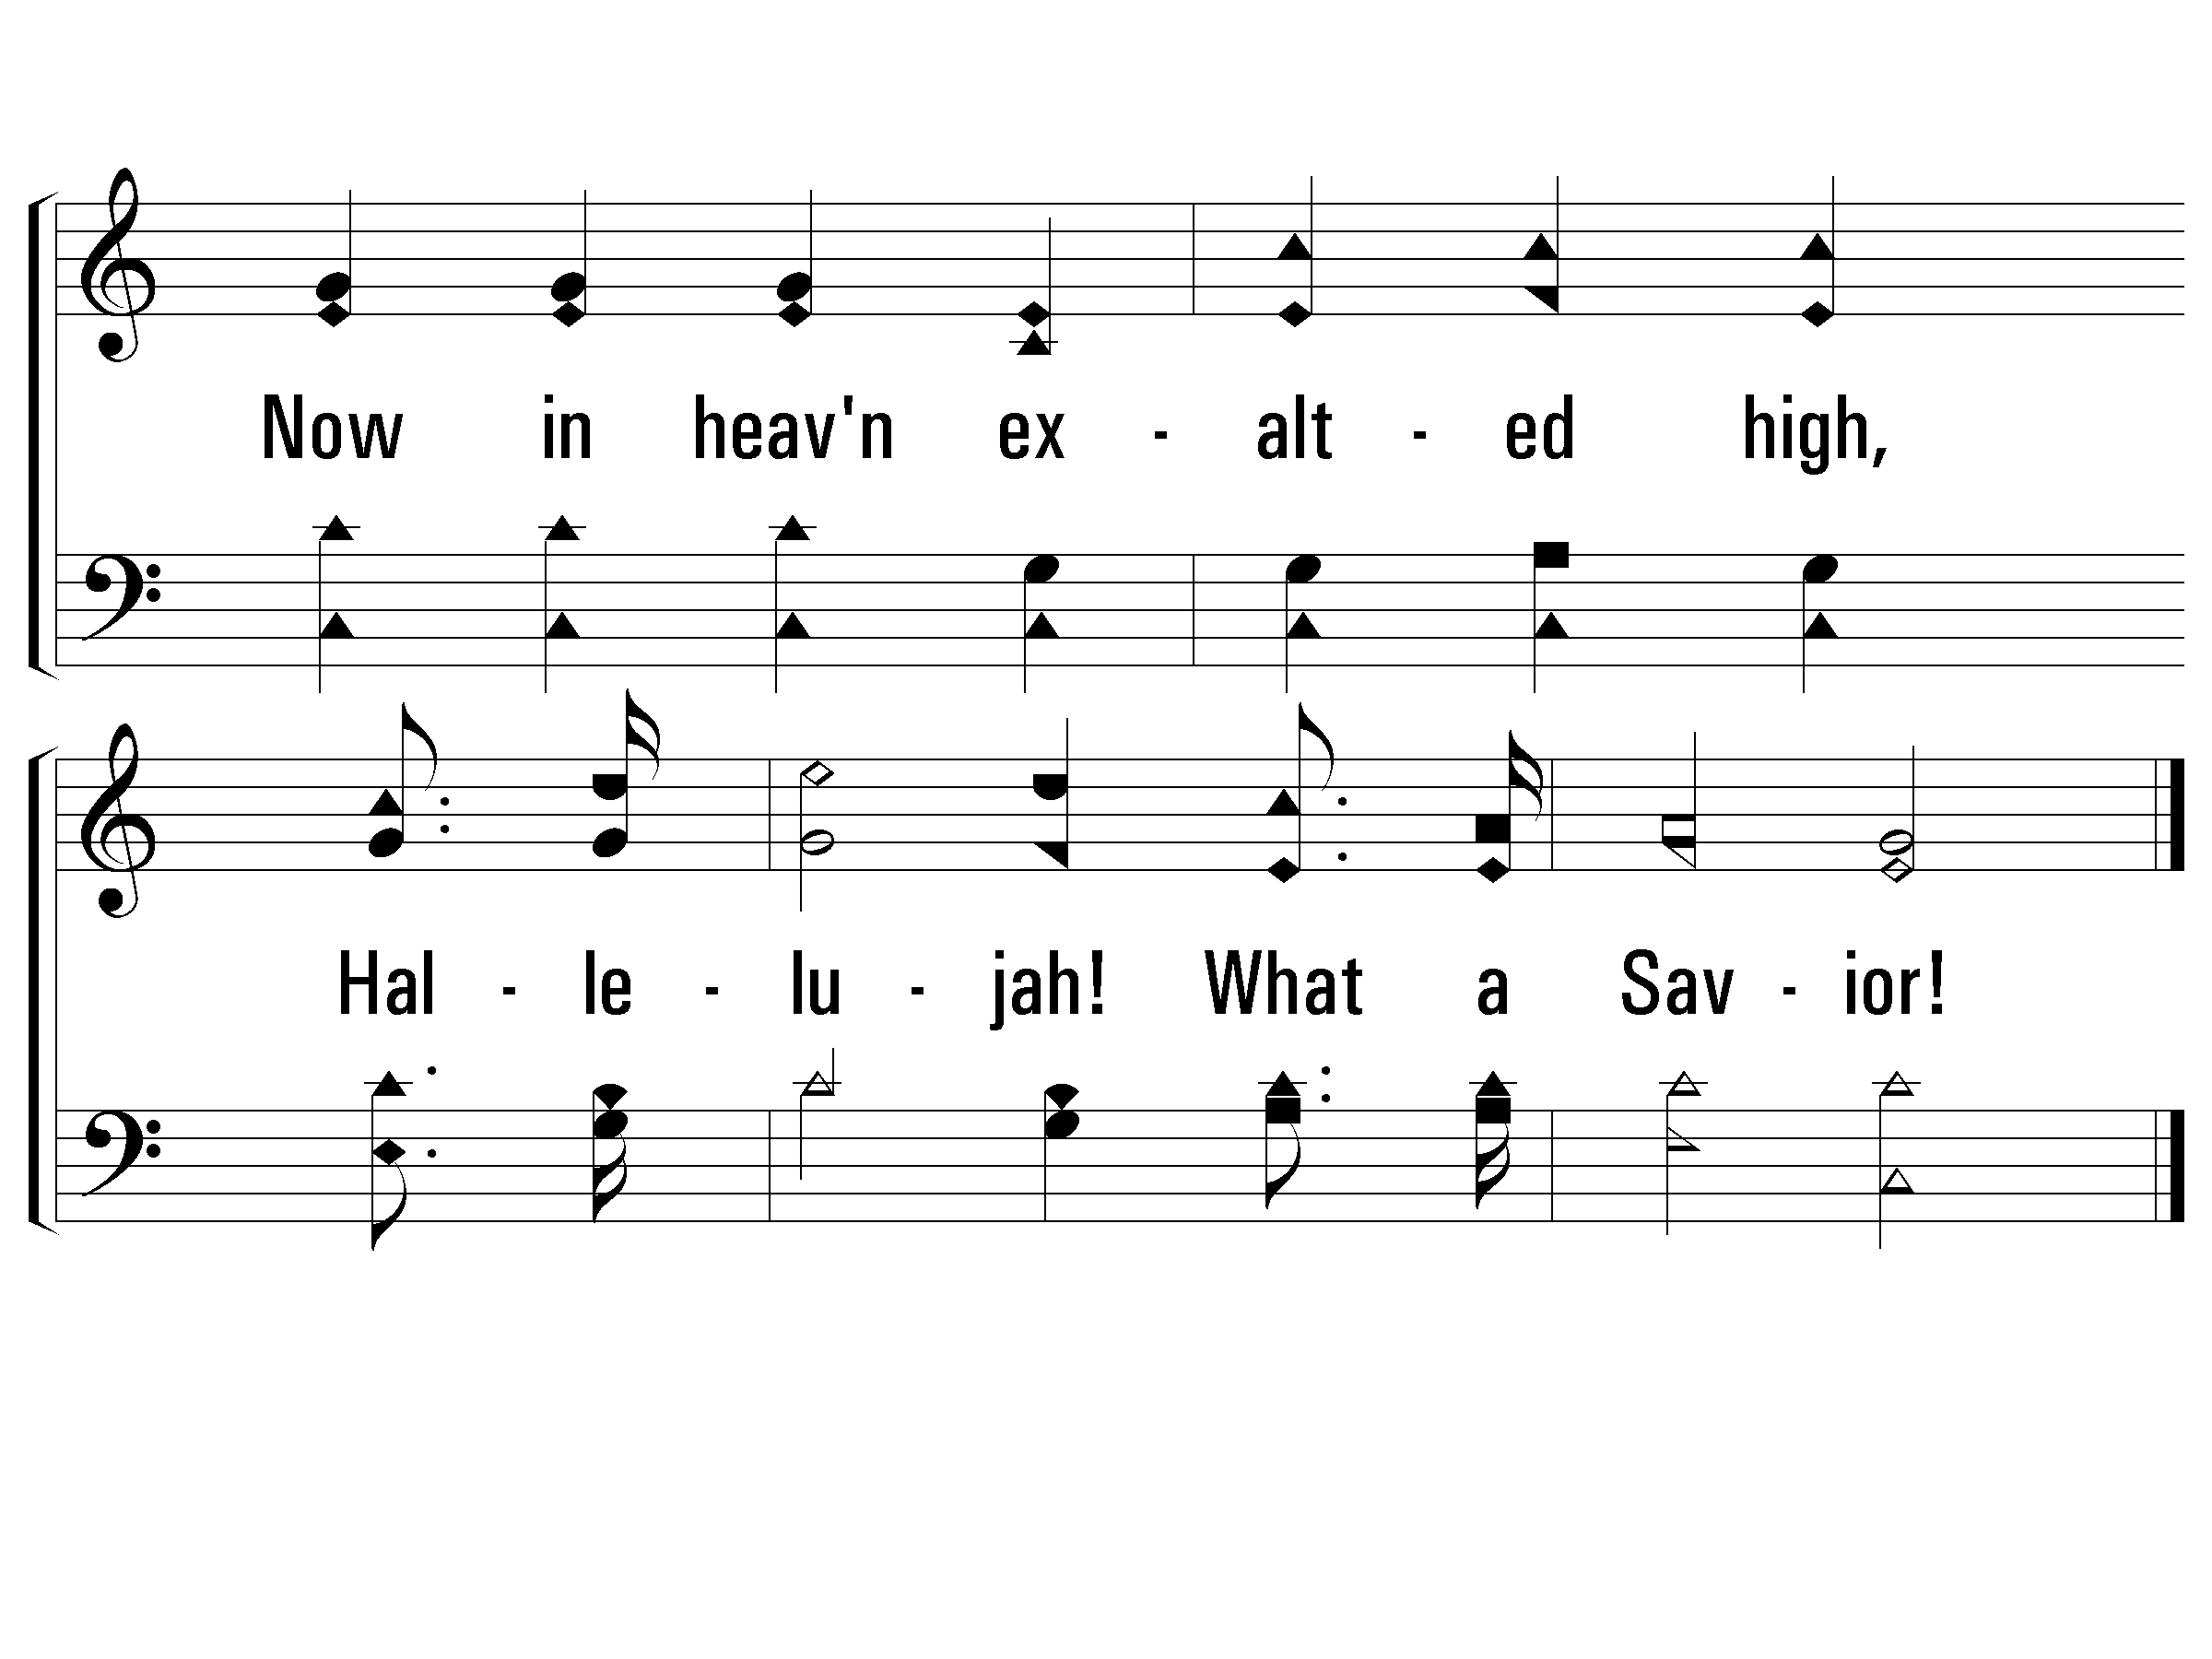 Now in heav'n ex - alt - ed high,
Hal - le - lu - jah! What a Sav - ior!